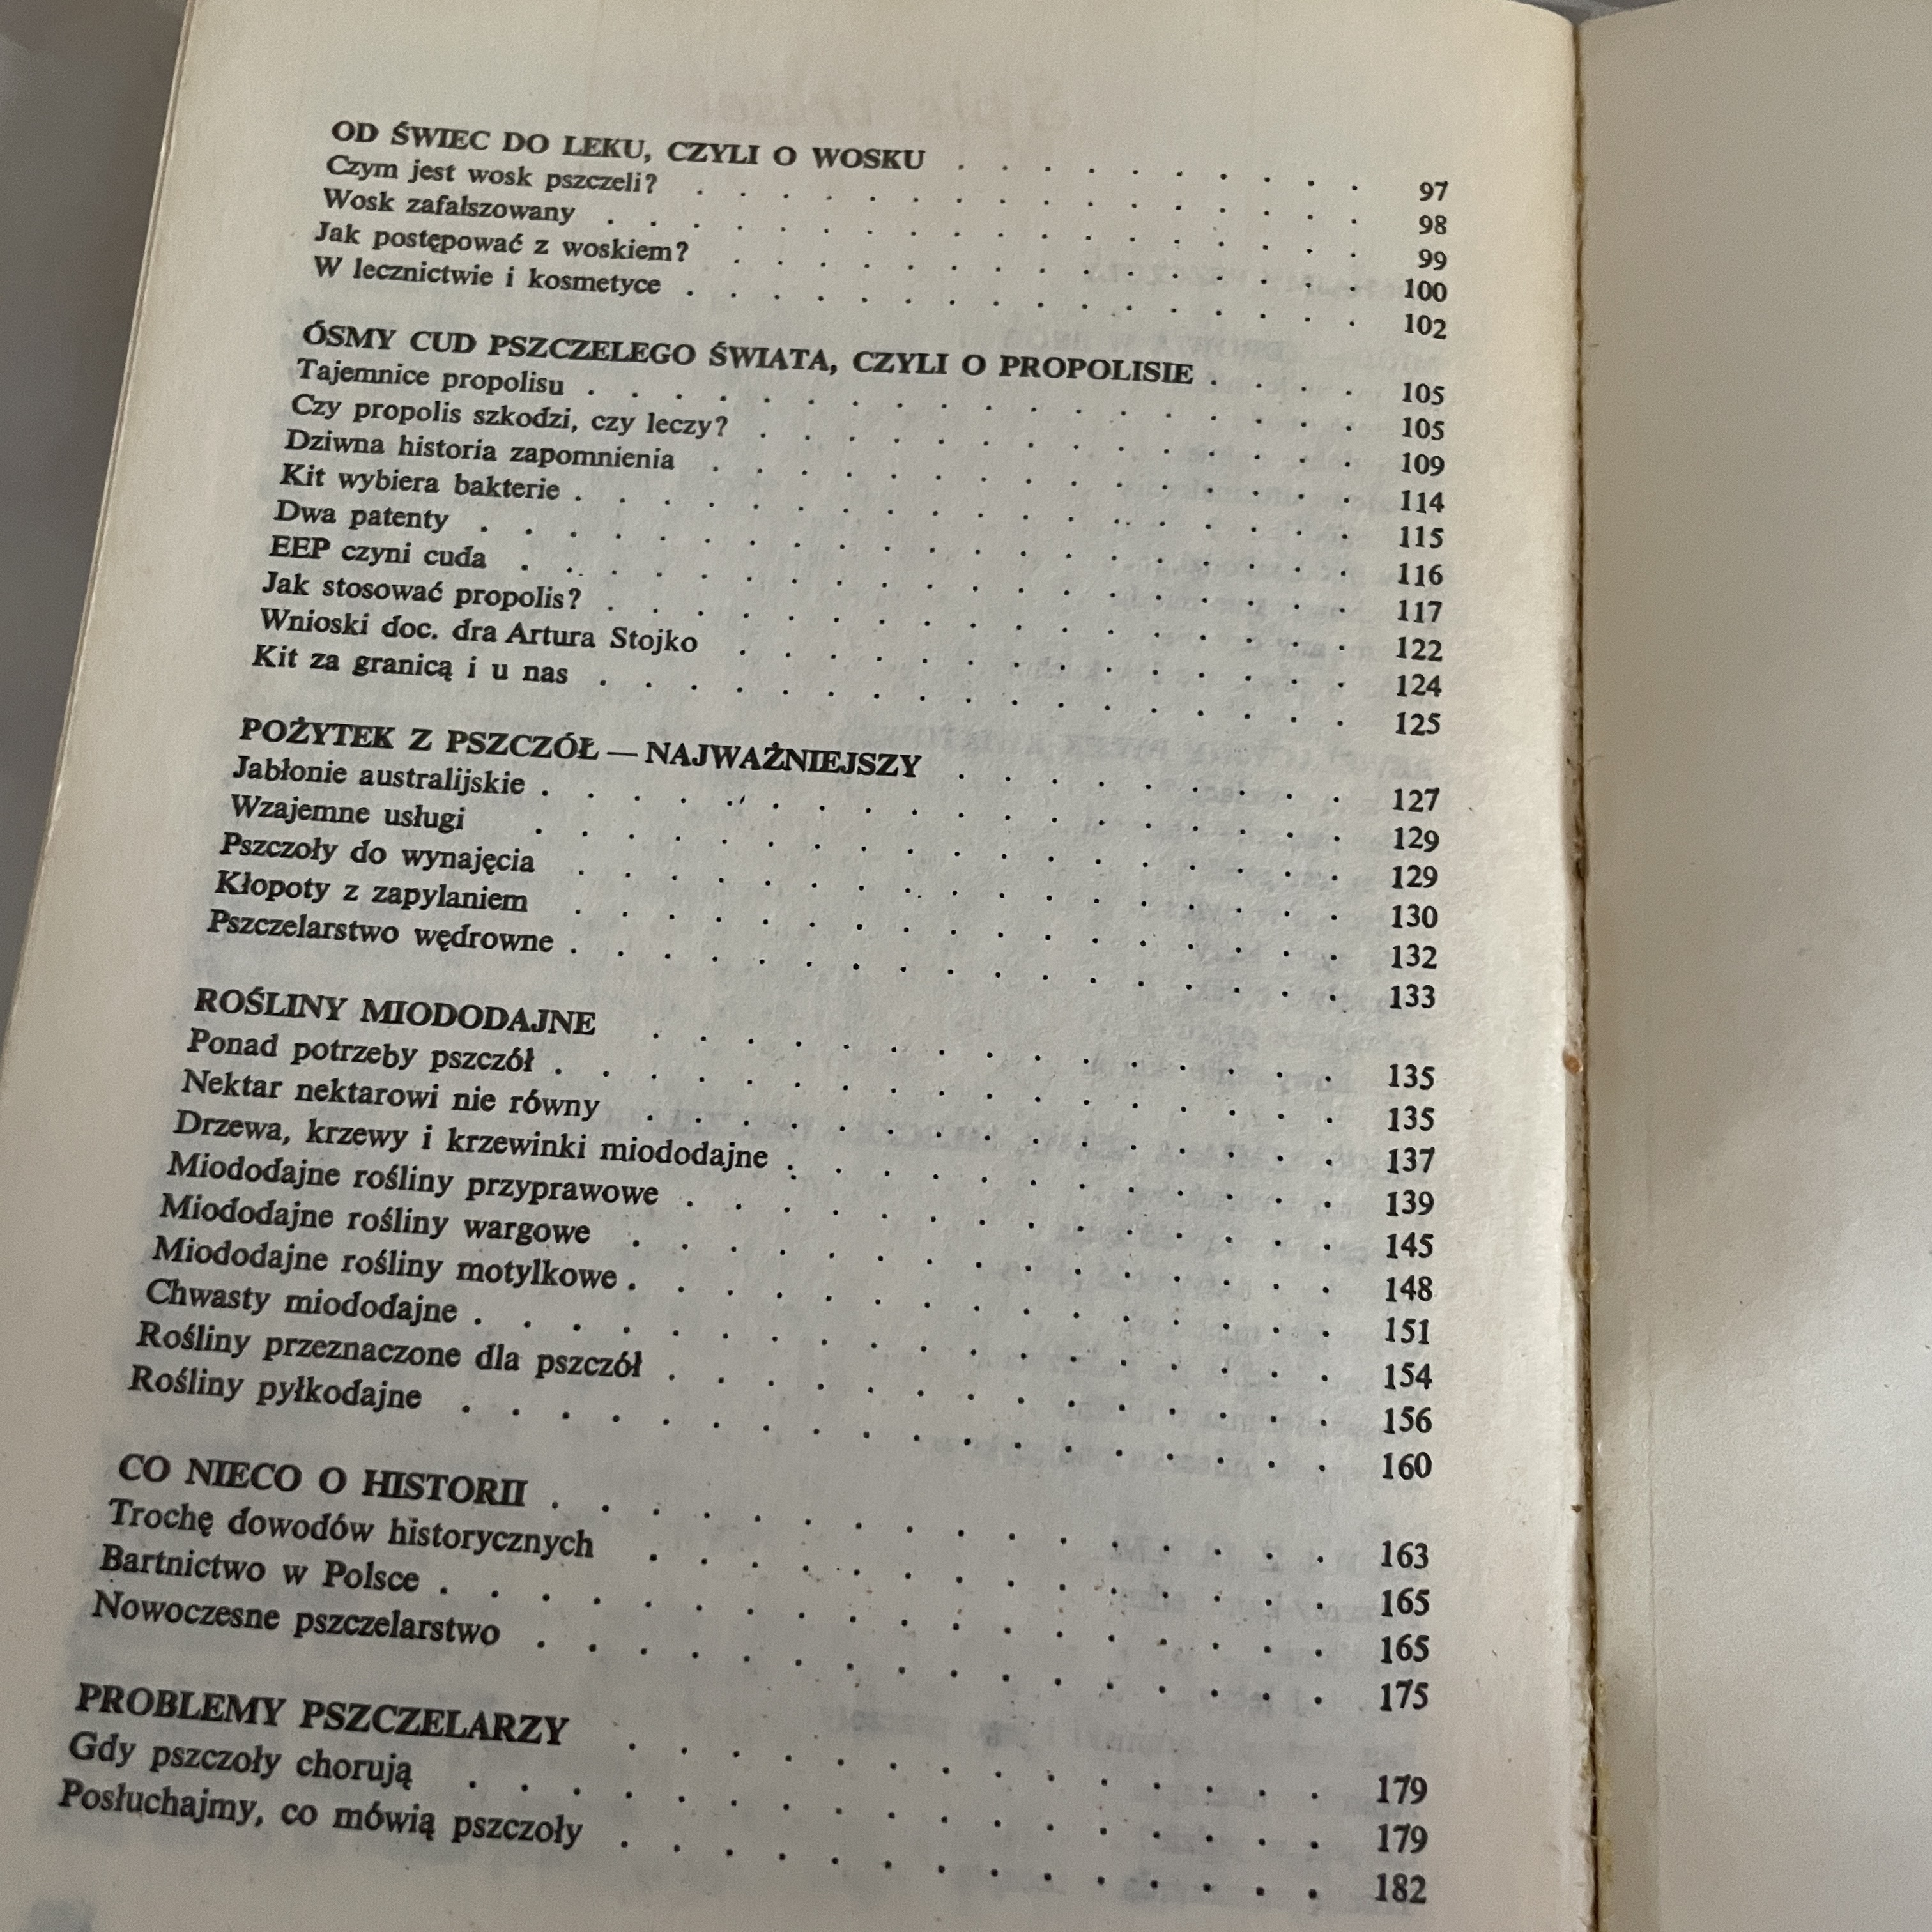 OD ŚWIEC DO LEKU, CZYLI O WOSKU . . . . . . . . . . 97
Czym jest wosk pszczeli? . . . . . . . . . . . . . . . . 98
Wosk zafałszowany . . . . . . . . . . . . . . . . . . 99
Jak postępować z woskiem? . . . . . . . . . . . . . . . 100
W lecznictwie i kosmetyce . . . . . . . . . . . . . . . . 102
ÓSMY CUD PSZCZELEGO ŚWIATA, CZYLI O PROPOLISIE . . . . 105
Tajemnice propolisu . . . . . . . . . . . . . . . . . . 105
Czy propolis szkodzi, czy leczy? . . . . . . . . . . . . . . 109
Dziwna historia zapomnienia . . . . . . . . . . . . . . . 114
Kit wybiera bakterie . . . . . . . . . . . . . . . . . . 115
Dwa patenty . . . . . . . . . . . . . . . . . . . . 116
EEP czyni cuda . . . . . . . . . . . . . . . . . . . 117
Jak stosować propolis? . . . . . . . . . . . . . . . . . 122
Wnioski doc. dra Artura Stojko . . . . . . . . . . . . . . 124
Kit za granicą i u nas . . . . . . . . . . . . . . . . . 125
POŻYTEK Z PSZCZÓŁ — NAJWAŻNIEJSZY . . . . . . . . . 127
Jabłonie australijskie . . . . . . . . . . . . . . . . . . 129
Wzajemne usługi . . . . . . . . . . . . . . . . . . 129
Pszczoły do wynajęcia . . . . . . . . . . . . . . . . . 130
Kłopoty z zapylaniem . . . . . . . . . . . . . . . . . 132
Pszczelarstwo wędrowne . . . . . . . . . . . . . . . . . 133
ROŚLINY MIODODAJNE . . . . . . . . . . . . . . . 135
Ponad potrzeby pszczół . . . . . . . . . . . . . . . . . 135
Nektar nektarowi nie równy . . . . . . . . . . . . . . . 137
Drzewa, krzewy i krzewinki miododajne . . . . . . . . . . . . 139
Miododajne rośliny przyprawowe . . . . . . . . . . . . . . 145
Miododajne rośliny wargowe . . . . . . . . . . . . . . . 148
Miododajne rośliny motylkowe . . . . . . . . . . . . . . . 151
Chwasty miododajne . . . . . . . . . . . . . . . . . . 154
Rośliny przeznaczone dla pszczół . . . . . . . . . . . . . . 156
Rośliny pyłkodajne . . . . . . . . . . . . . . . . . . 160
CO NIECO O HISTORII . . . . . . . . . . . . . . . . 163
Trochę dowodów historycznych . . . . . . . . . . . . . . 165
Bartnictwo w Polsce . . . . . . . . . . . . . . . . . . 165
Nowoczesne pszczelarstwo . . . . . . . . . . . . . . . . 175
PROBLEMY PSZCZELARZY . . . . . . . . . . . . . . 179
Gdy pszczoły chorują . . . . . . . . . . . . . . . . . 179
Posłuchajmy, co mówią pszczoły . . . . . . . . . . . . . . 182